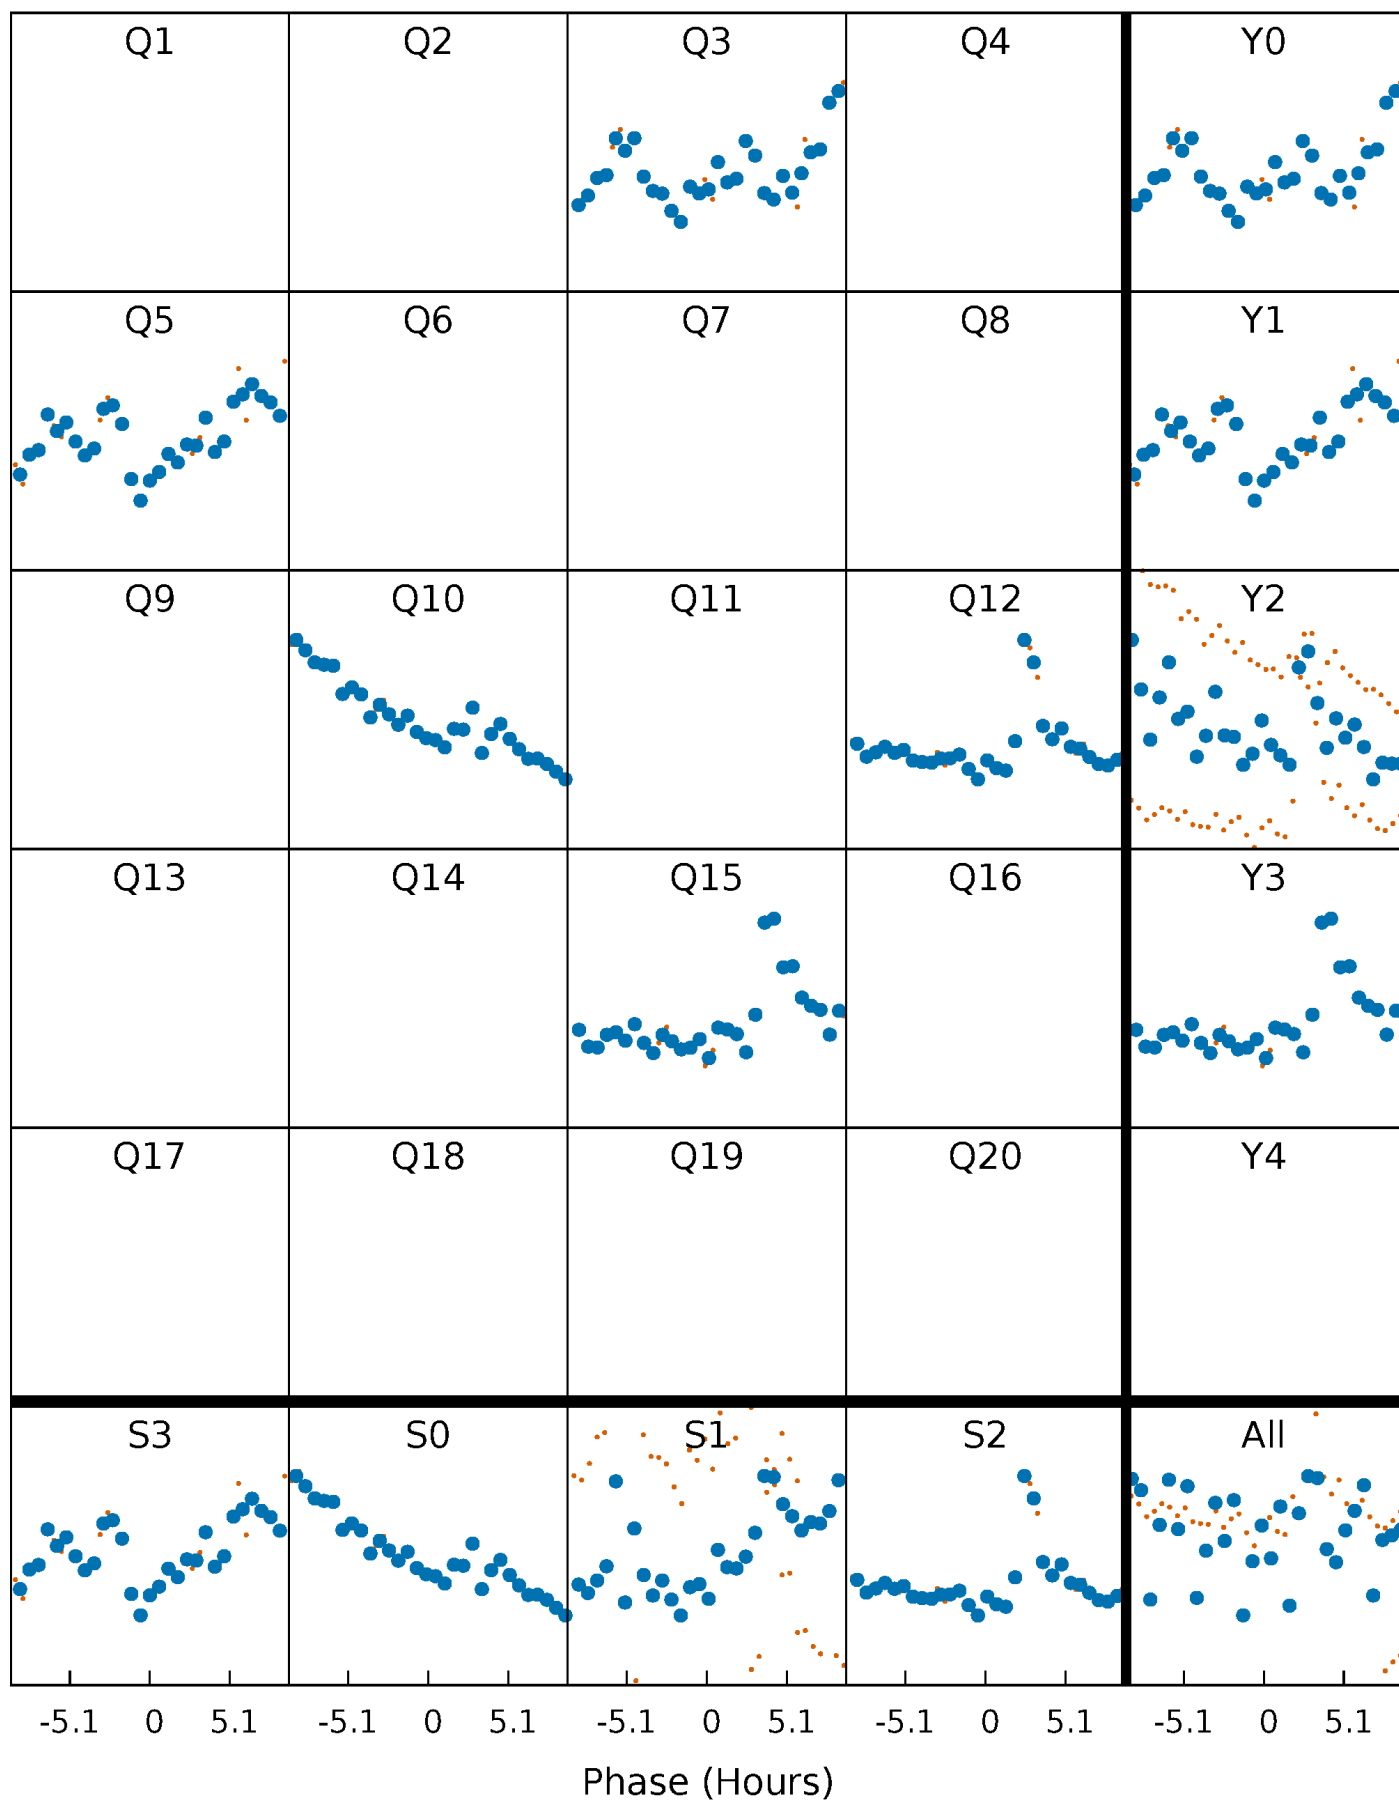 Q1 Q2 Q3 Q4 Y0
Q5 Q6 Q7 Q8 Y1
Q9 Q10 Q11 Q12 Y2
Q13 Q14 Q15 Q16 Y3
Q17 Q18 Q19 Q20 Y4
S3 S0 S1 S2 All
-5.1 0 5.1 -5.1 0 5.1 -5.1 0 5.1 -5.1 0 5.1 -5.1 0 5.1
Phase (Hours)